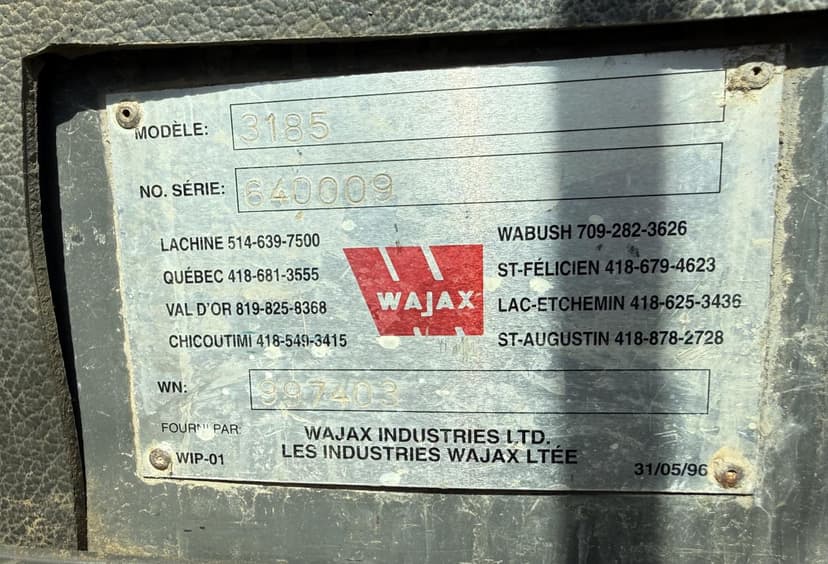 MODÈLE: 3185
NO. SÉRIE: 640009
LACHINE 514-639-7500
QUÉBEC 418-681-3555
VAL D'OR 819-825-8368
CHICOUTIMI 418-549-3415
WAJAX
WABUSH 709-282-3626
ST-FÉLICIEN 418-679-4623
LAC-ETCHEMIN 418-625-3436
ST-AUGUSTIN 418-878-2728
WN: 997403
FOURNI PAR:
WAJAX INDUSTRIES LTD.
LES INDUSTRIES WAJAX LTÉE
WIP-01
31/05/96